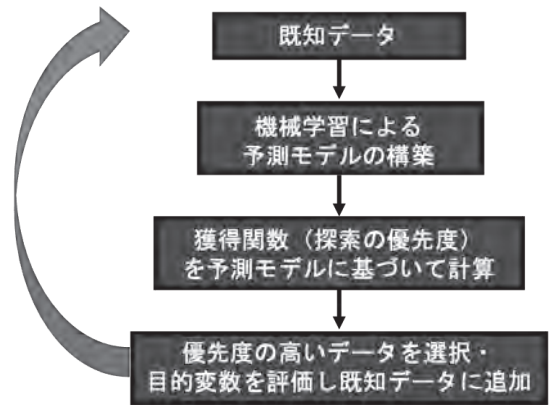 既知データ
機械学習による
予測モデルの構築
獲得関数（探索の優先度）
を予測モデルに基づいて計算
優先度の高いデータを選択・
目的変数を評価し既知データに追加